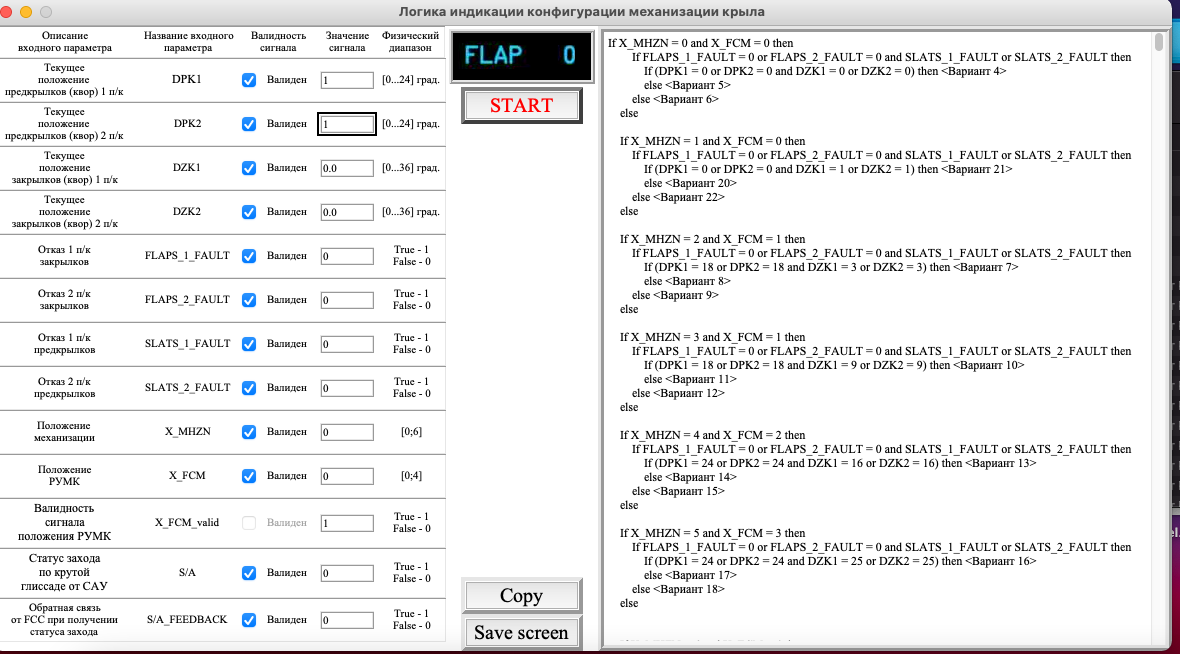 Логика индикации конфигурации механизации крыла
Описание входного параметра
Название входного параметра
Валидность сигнала
Значение сигнала
Физический диапазон
Текущее
положение
предкрылков (квор) 1 п/к
DPK1
Валиден
1
[0...24] град.
Текущее
положение
предкрылков (квор) 2 п/к
DPK2
Валиден
1
[0...24] град.
Текущее
положение
закрылков (квор) 1 п/к
DZK1
Валиден
0.0
[0...36] град.
Текущее
положение
закрылков (квор) 2 п/к
DZK2
Валиден
0.0
[0...36] град.
Отказ 1 п/к
закрылков
FLAPS_1_FAULT
Валиден
0
True - 1
False - 0
Отказ 2 п/к
закрылков
FLAPS_2_FAULT
Валиден
0
True - 1
False - 0
Отказ 1 п/к
предкрылков
SLATS_1_FAULT
Валиден
0
True - 1
False - 0
Отказ 2 п/к
предкрылков
SLATS_2_FAULT
Валиден
0
True - 1
False - 0
Положение
механизации
X_MHZN
Валиден
0
[0;6]
Положение
РУМК
X_FCM
Валиден
0
[0;4]
Валидность
сигнала
положения РУМК
X_FCM_valid
Валиден
1
True - 1
False - 0
Статус захода
по крутой
глиссаде от САУ
S/A
Валиден
0
True - 1
False - 0
Обратная связь
от FCC при получении
статуса захода
S/A_FEEDBACK
Валиден
0
True - 1
False - 0
FLAP 0
START
Copy
Save screen
If X_MHZN = 0 and X_FCM = 0 then
If FLAPS_1_FAULT = 0 or FLAPS_2_FAULT = 0 and SLATS_1_FAULT or SLATS_2_FAULT then
If (DPK1 = 0 or DPK2 = 0 and DZK1 = 0 or DZK2 = 0) then <Вариант 4>
else <Вариант 5>
else <Вариант 6>
else
If X_MHZN = 1 and X_FCM = 0 then
If FLAPS_1_FAULT = 0 or FLAPS_2_FAULT = 0 and SLATS_1_FAULT or SLATS_2_FAULT then
If (DPK1 = 0 or DPK2 = 0 and DZK1 = 1 or DZK2 = 1) then <Вариант 21>
else <Вариант 20>
else <Вариант 22>
else
If X_MHZN = 2 and X_FCM = 1 then
If FLAPS_1_FAULT = 0 or FLAPS_2_FAULT = 0 and SLATS_1_FAULT or SLATS_2_FAULT then
If (DPK1 = 18 or DPK2 = 18 and DZK1 = 3 or DZK2 = 3) then <Вариант 7>
else <Вариант 8>
else <Вариант 9>
else
If X_MHZN = 3 and X_FCM = 1 then
If FLAPS_1_FAULT = 0 or FLAPS_2_FAULT = 0 and SLATS_1_FAULT or SLATS_2_FAULT then
If (DPK1 = 18 or DPK2 = 18 and DZK1 = 9 or DZK2 = 9) then <Вариант 10>
else <Вариант 11>
else <Вариант 12>
else
If X_MHZN = 4 and X_FCM = 2 then
If FLAPS_1_FAULT = 0 or FLAPS_2_FAULT = 0 and SLATS_1_FAULT or SLATS_2_FAULT then
If (DPK1 = 24 or DPK2 = 24 and DZK1 = 16 or DZK2 = 16) then <Вариант 13>
else <Вариант 14>
else <Вариант 15>
else
If X_MHZN = 5 and X_FCM = 3 then
If FLAPS_1_FAULT = 0 or FLAPS_2_FAULT = 0 and SLATS_1_FAULT or SLATS_2_FAULT then
If (DPK1 = 24 or DPK2 = 24 and DZK1 = 25 or DZK2 = 25) then <Вариант 16>
else <Вариант 17>
else <Вариант 18>
else